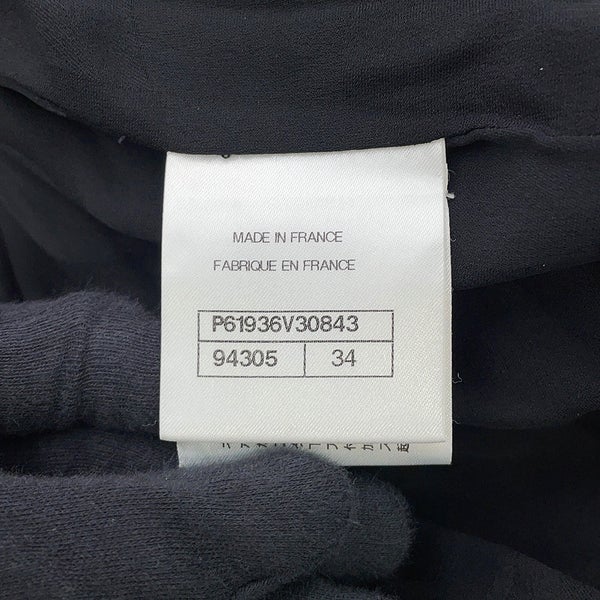 MADE IN FRANCE
FABRIQUE EN FRANCE
P61936V30843
94305 34